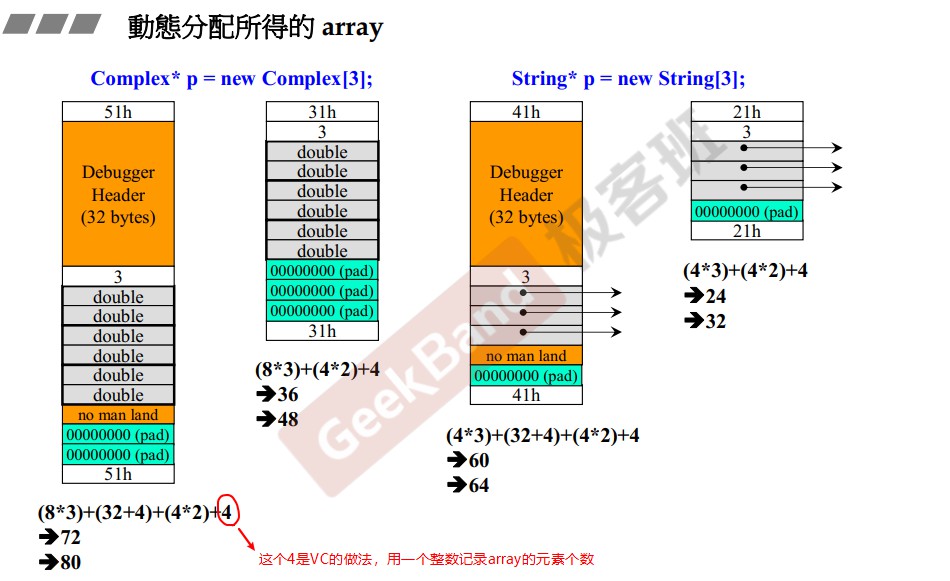 動態分配所得的 array
Complex* p = new Complex[3];
51h
Debugger
Header
(32 bytes)
3
double
double
double
double
double
double
no man land
00000000 (pad)
00000000 (pad)
51h
(8*3)+(32+4)+(4*2)+4
➔72
➔80
31h
3
double
double
double
double
double
double
00000000 (pad)
00000000 (pad)
00000000 (pad)
31h
(8*3)+(4*2)+4
➔36
➔48
String* p = new String[3];
41h
Debugger
Header
(32 bytes)
3
no man land
00000000 (pad)
41h
(4*3)+(32+4)+(4*2)+4
➔60
➔64
21h
3
00000000 (pad)
21h
(4*3)+(4*2)+4
➔24
➔32
这个4是VC的做法，用一个整数记录array的元素个数
GeekBand 极客班